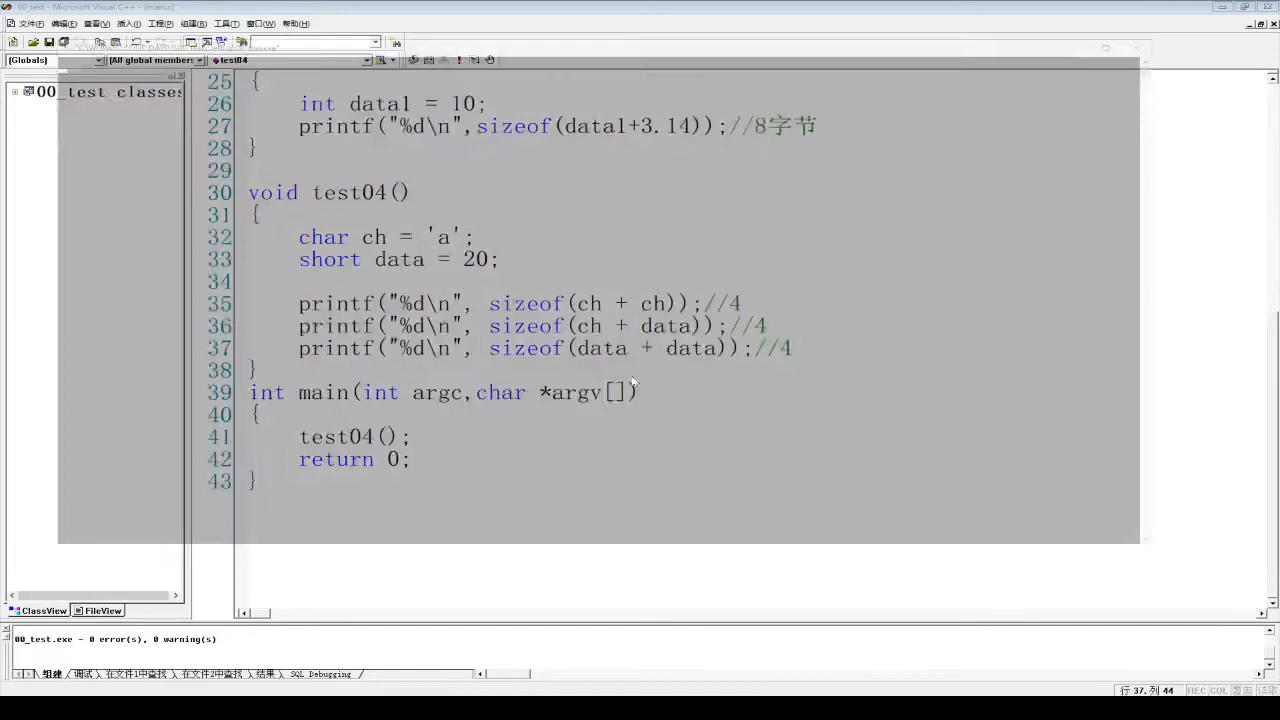 00_test - Microsoft Visual C++ - [main.c]
文件(F) 编辑(E) 查看(V) 插入(I) 工程(P) 组建(B) 工具(T) 窗口(W) 帮助(H)
(Globals) (All global members test04
00_test classes
25 {
26 int data1 = 10;
27 printf("%d\n",sizeof(data1+3.14));//8字节
28 }
29
30 void test04()
31 {
32 char ch = 'a';
33 short data = 20;
34
35 printf("%d\n", sizeof(ch + ch));//4
36 printf("%d\n", sizeof(ch + data));//4
37 printf("%d\n", sizeof(data + data));//4
38 }
39 int main(int argc,char *argv[])
40 {
41 test04();
42 return 0;
43 }
ClassView FileView
00_test.exe - 0 error(s), 0 warning(s)
组建 调试 在文件1中查找 在文件2中查找 结果 SQL Debugging
行 37, 列 44 REC COL 覆盖 读取